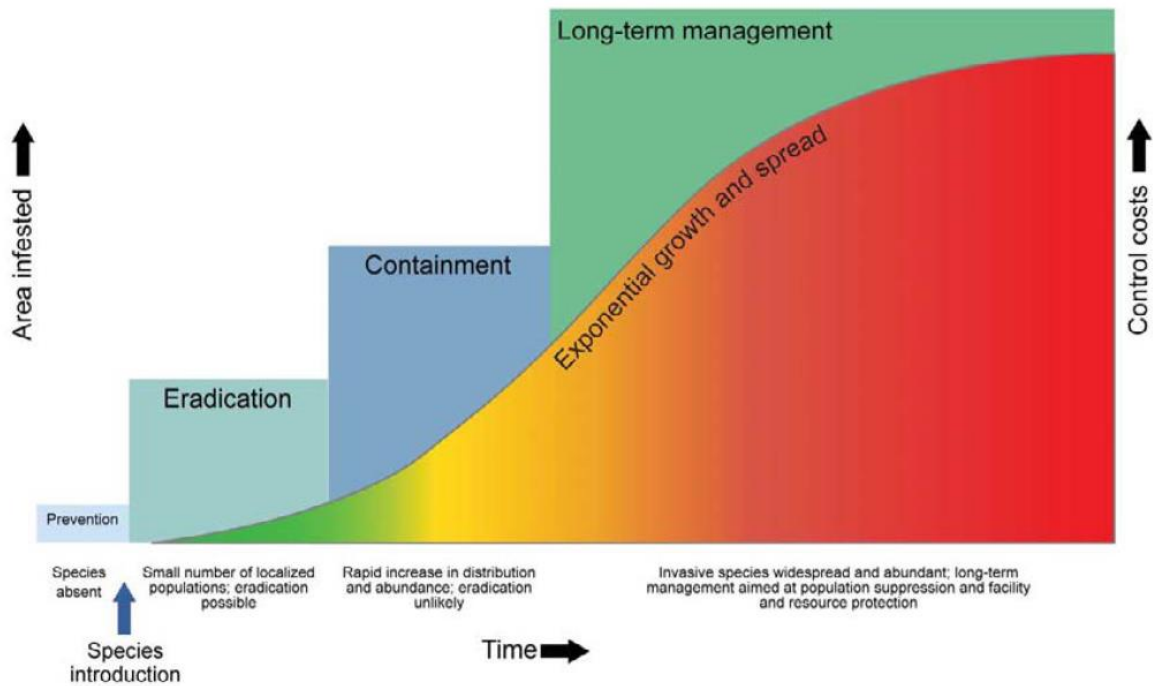 Long-term management
Area infested
Control costs
Exponential growth and spread
Containment
Eradication
Prevention
Species
absent
Small number of localized
populations; eradication
possible
Rapid increase in distribution
and abundance; eradication
unlikely
Invasive species widespread and abundant; long-term
management aimed at population suppression and facility
and resource protection
Species
introduction
Time